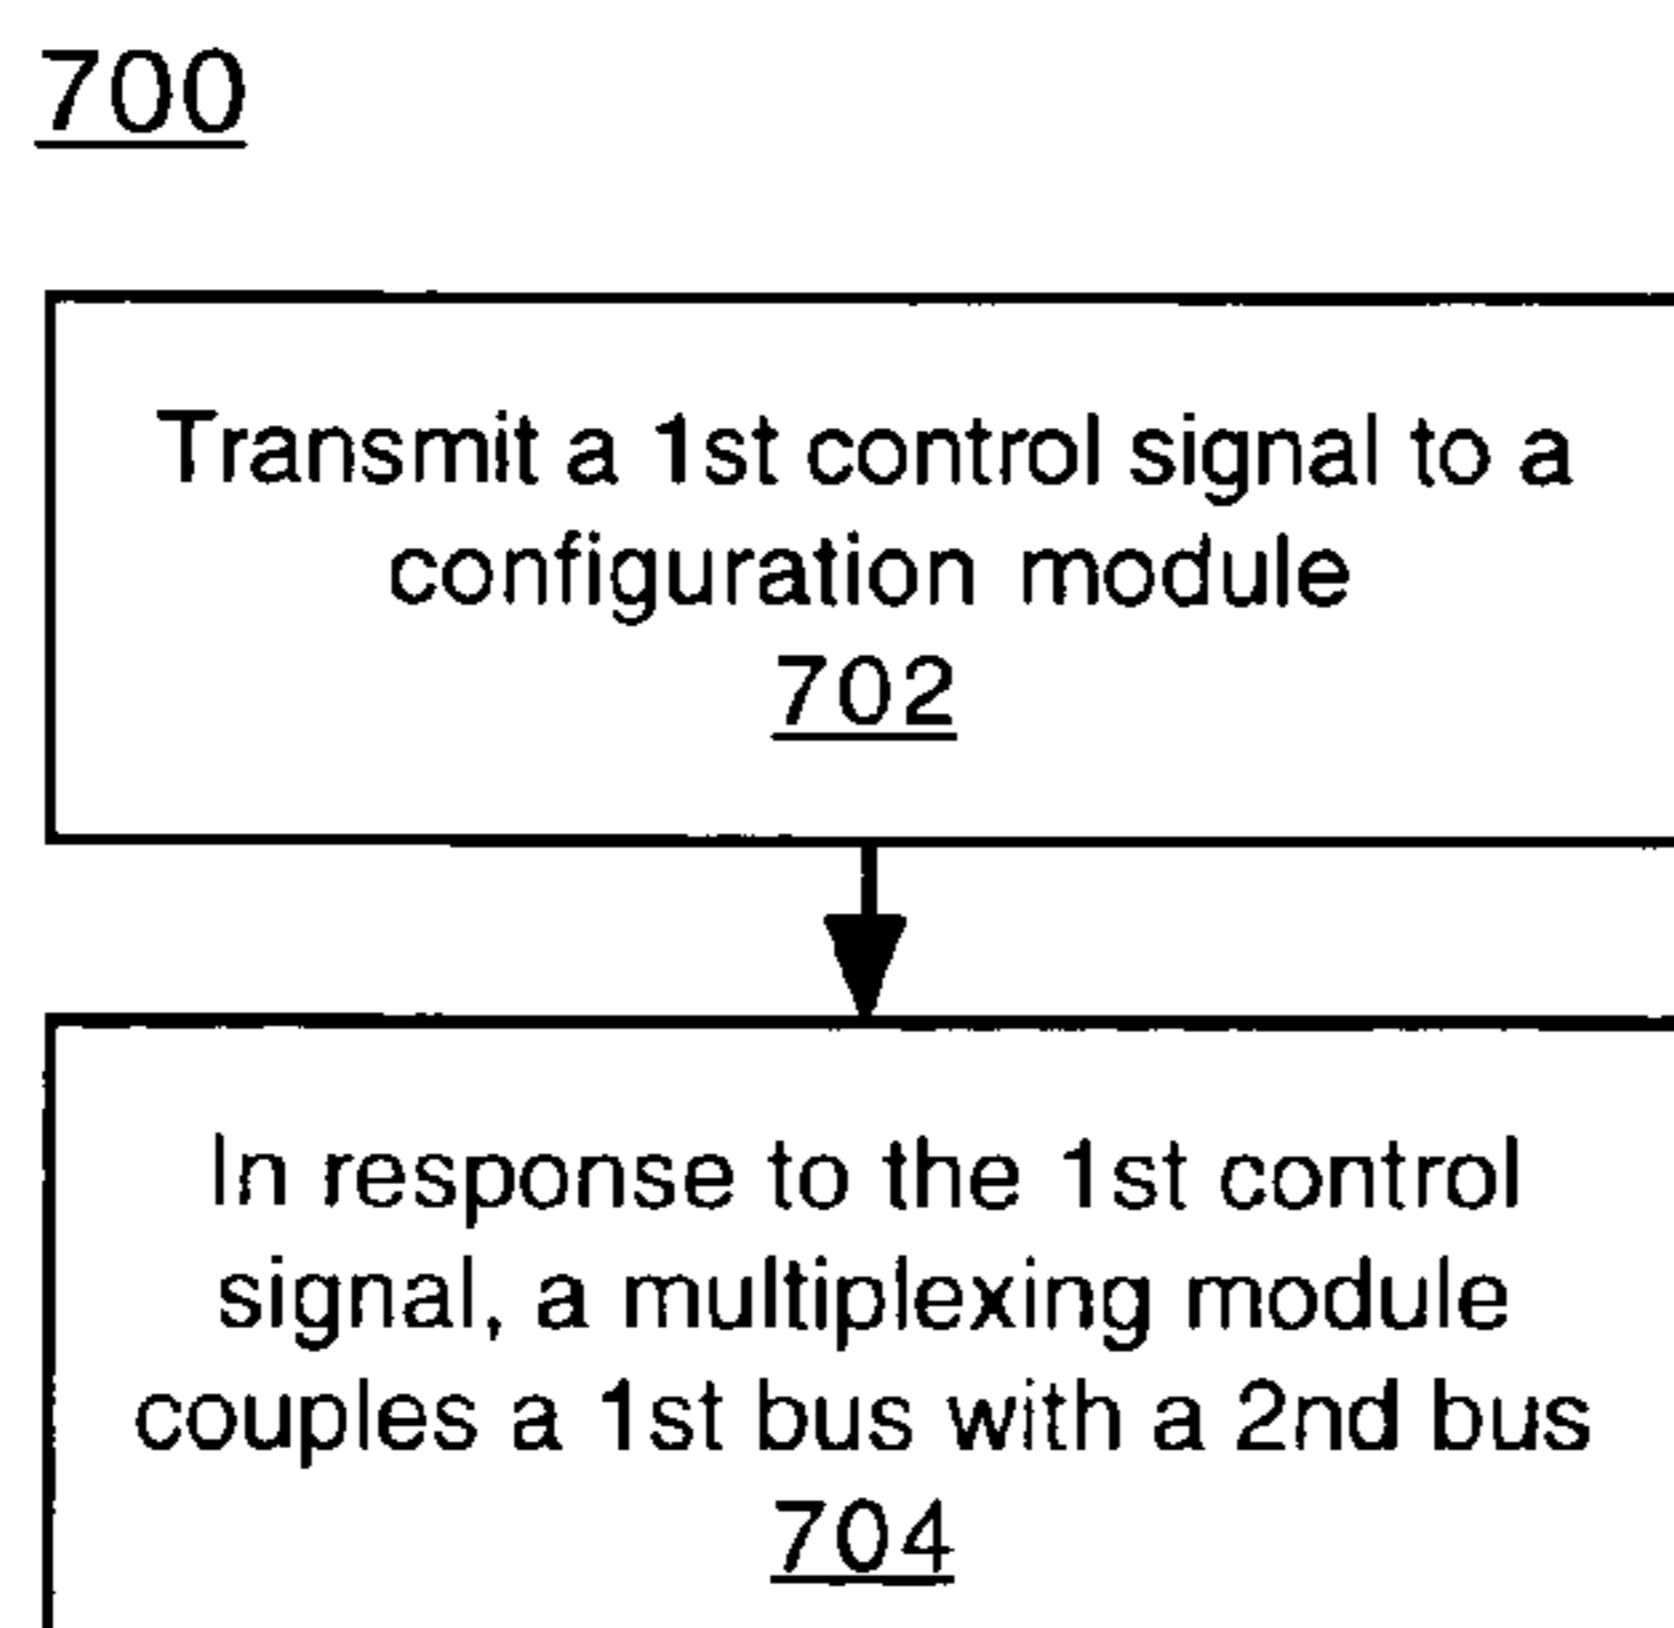 700
Transmit a 1st control signal to a
configuration module
702
In response to the 1st control
signal, a multiplexing module
couples a 1st bus with a 2nd bus
704